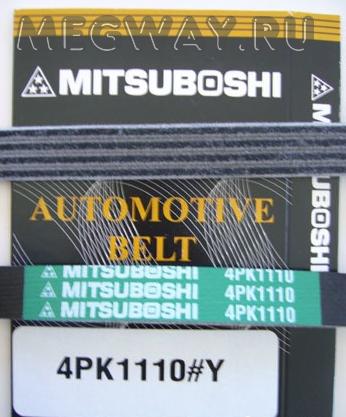 MEGWAY.RU
MITSUBOSHI
MITSUBOSHI
AUTOMOTIVE
BELT
MITSUBOSHI 4PK1110
MITSUBOSHI 4PK1110
MITSUBOSHI 4PK1110
4PK1110#Y